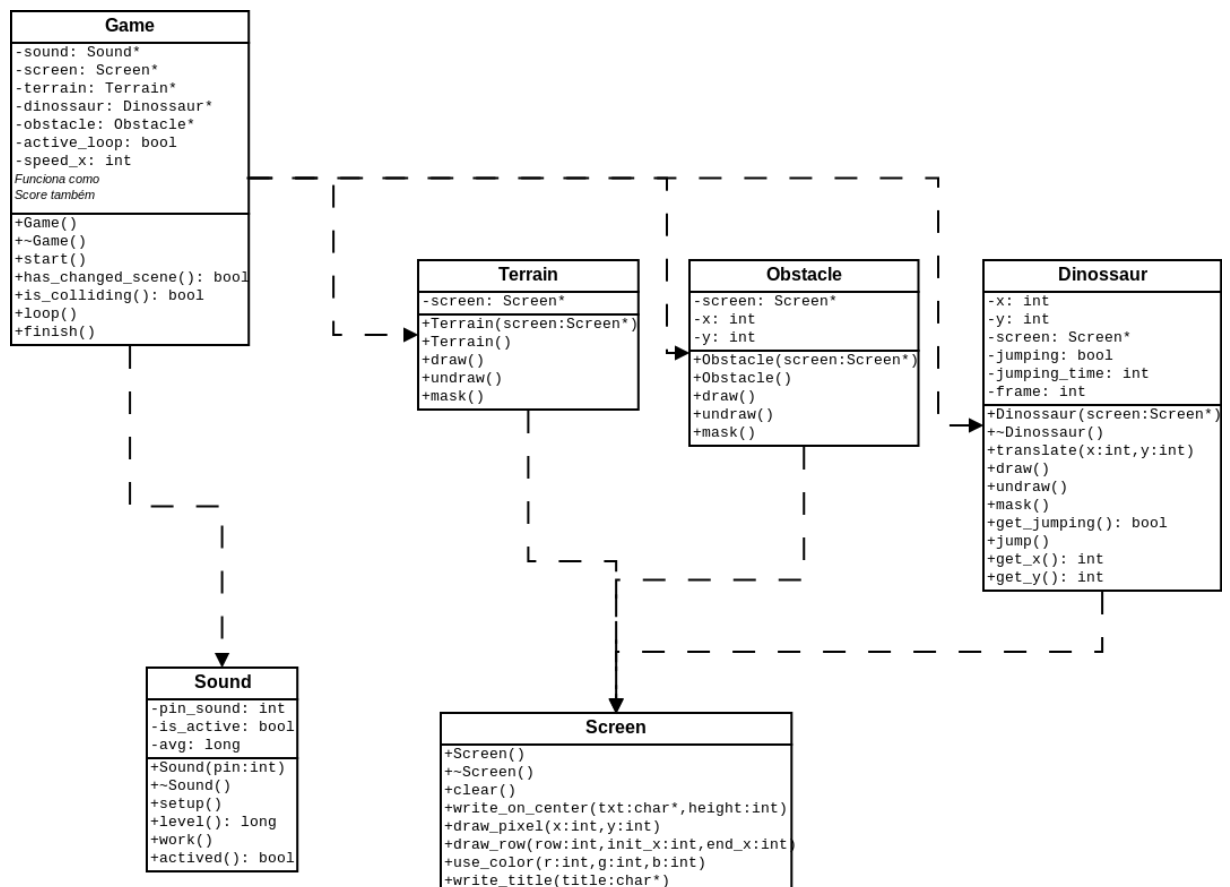 Game
-sound: Sound*
-screen: Screen*
-terrain: Terrain*
-dinossaur: Dinossaur*
-obstacle: Obstacle*
-active_loop: bool
-speed_x: int
Funciona como
Score também
+Game()
+~Game()
+start()
+has_changed_scene(): bool
+is_colliding(): bool
+loop()
+finish()
Terrain
-screen: Screen*
+Terrain(screen:Screen*)
+Terrain()
+draw()
+undraw()
+mask()
Obstacle
-screen: Screen*
-x: int
-y: int
+Obstacle(screen:Screen*)
+Obstacle()
+draw()
+undraw()
+mask()
Dinossaur
-x: int
-y: int
-screen: Screen*
-jumping: bool
-jumping_time: int
-frame: int
+Dinossaur(screen:Screen*)
+~Dinossaur()
+translate(x:int,y:int)
+draw()
+undraw()
+mask()
+get_jumping(): bool
+jump()
+get_x(): int
+get_y(): int
Sound
-pin_sound: int
-is_active: bool
-avg: long
+Sound(pin:int)
+~Sound()
+setup()
+level(): long
+work()
+actived(): bool
Screen
+Screen()
+~Screen()
+clear()
+write_on_center(txt:char*,height:int)
+draw_pixel(x:int,y:int)
+draw_row(row:int,init_x:int,end_x:int)
+use_color(r:int,g:int,b:int)
+write_title(title:char*)